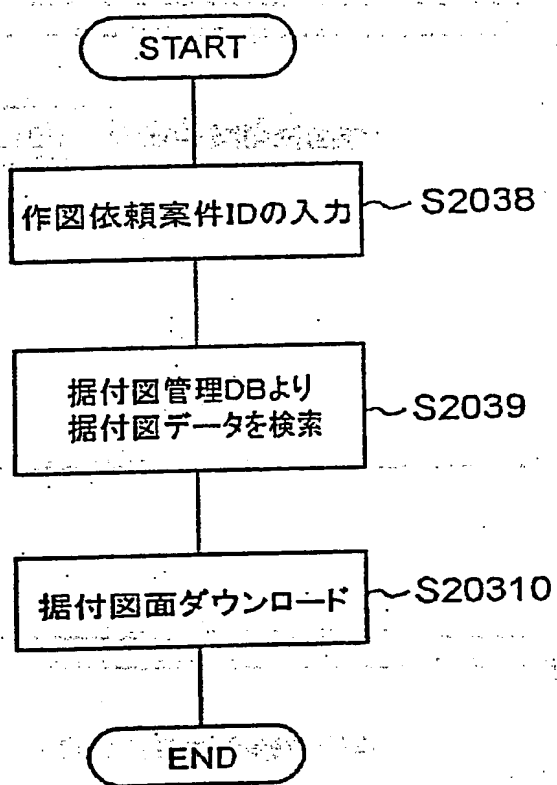 START
作図依頼案件IDの入力
S2038
据付図管理DBより
据付図データを検索
S2039
据付図面ダウンロード
S20310
END